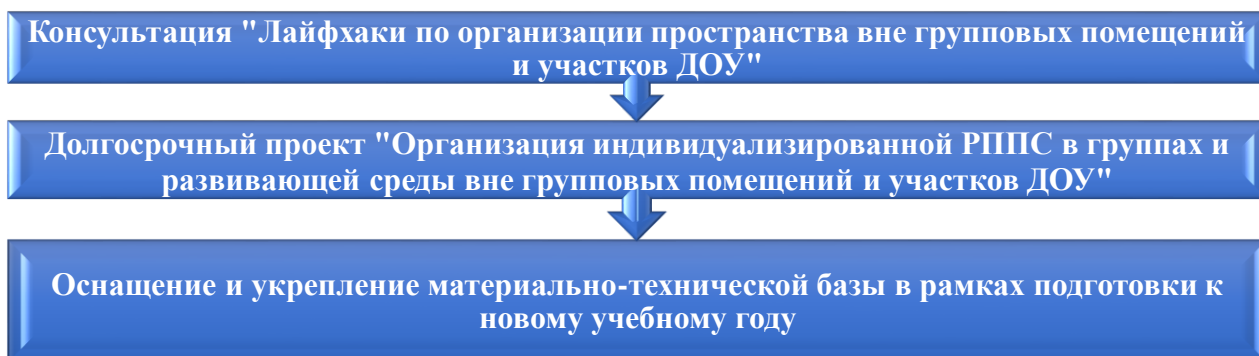 Консультация "Лайфхаки по организации пространства вне групповых помещений
и участков ДОУ"
Долгосрочный проект "Организация индивидуализированной РППС в группах и
развивающей среды вне групповых помещений и участков ДОУ"
Оснащение и укрепление материально-технической базы в рамках подготовки к
новому учебному году